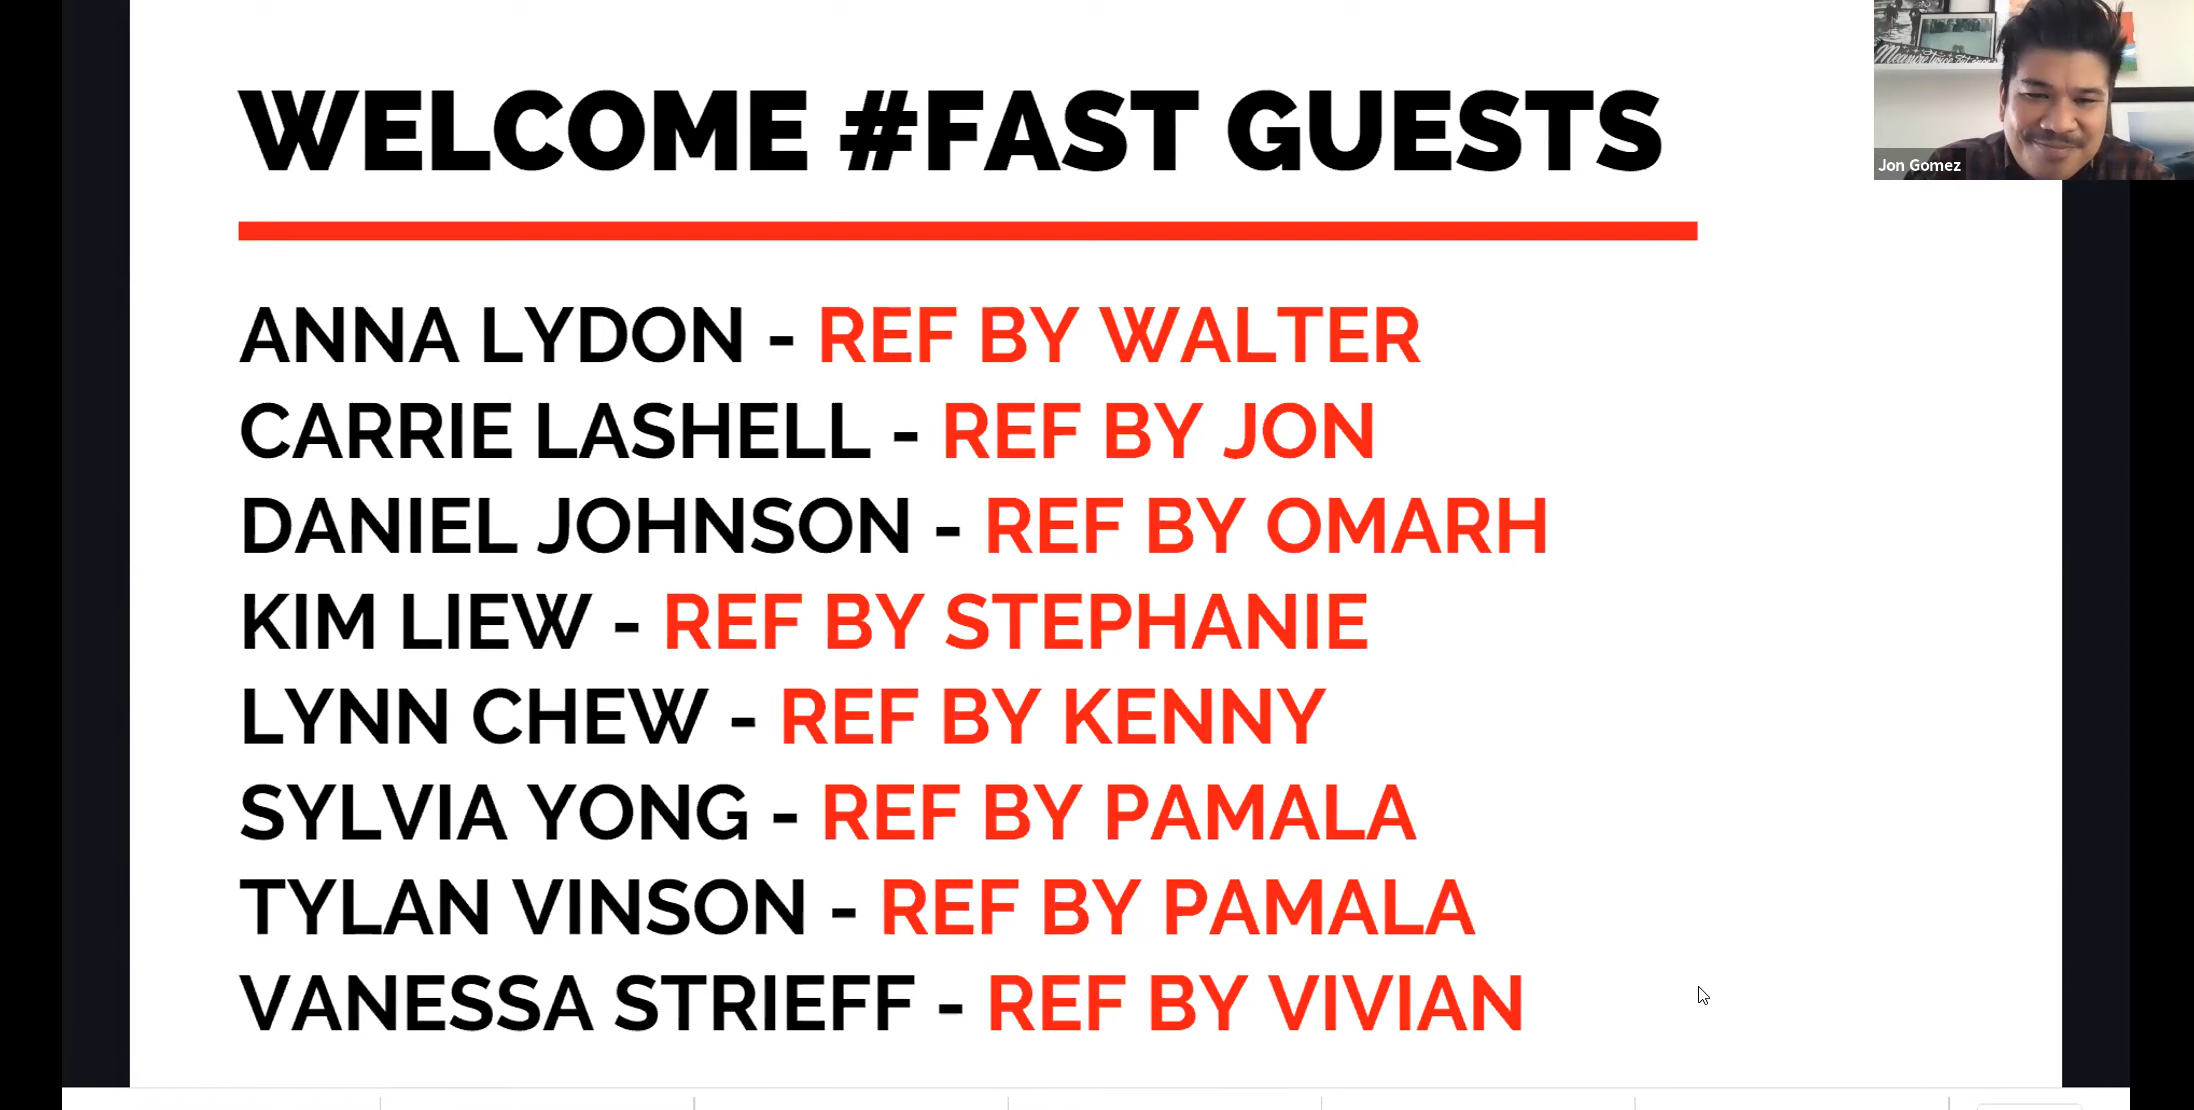 WELCOME #FAST GUESTS
Jon Gomez
ANNA LYDON - REF BY WALTER
CARRIE LASHELL - REF BY JON
DANIEL JOHNSON - REF BY OMARH
KIM LIEW - REF BY STEPHANIE
LYNN CHEW - REF BY KENNY
SYLVIA YONG - REF BY PAMALA
TYLAN VINSON - REF BY PAMALA
VANESSA STRIEFF - REF BY VIVIAN